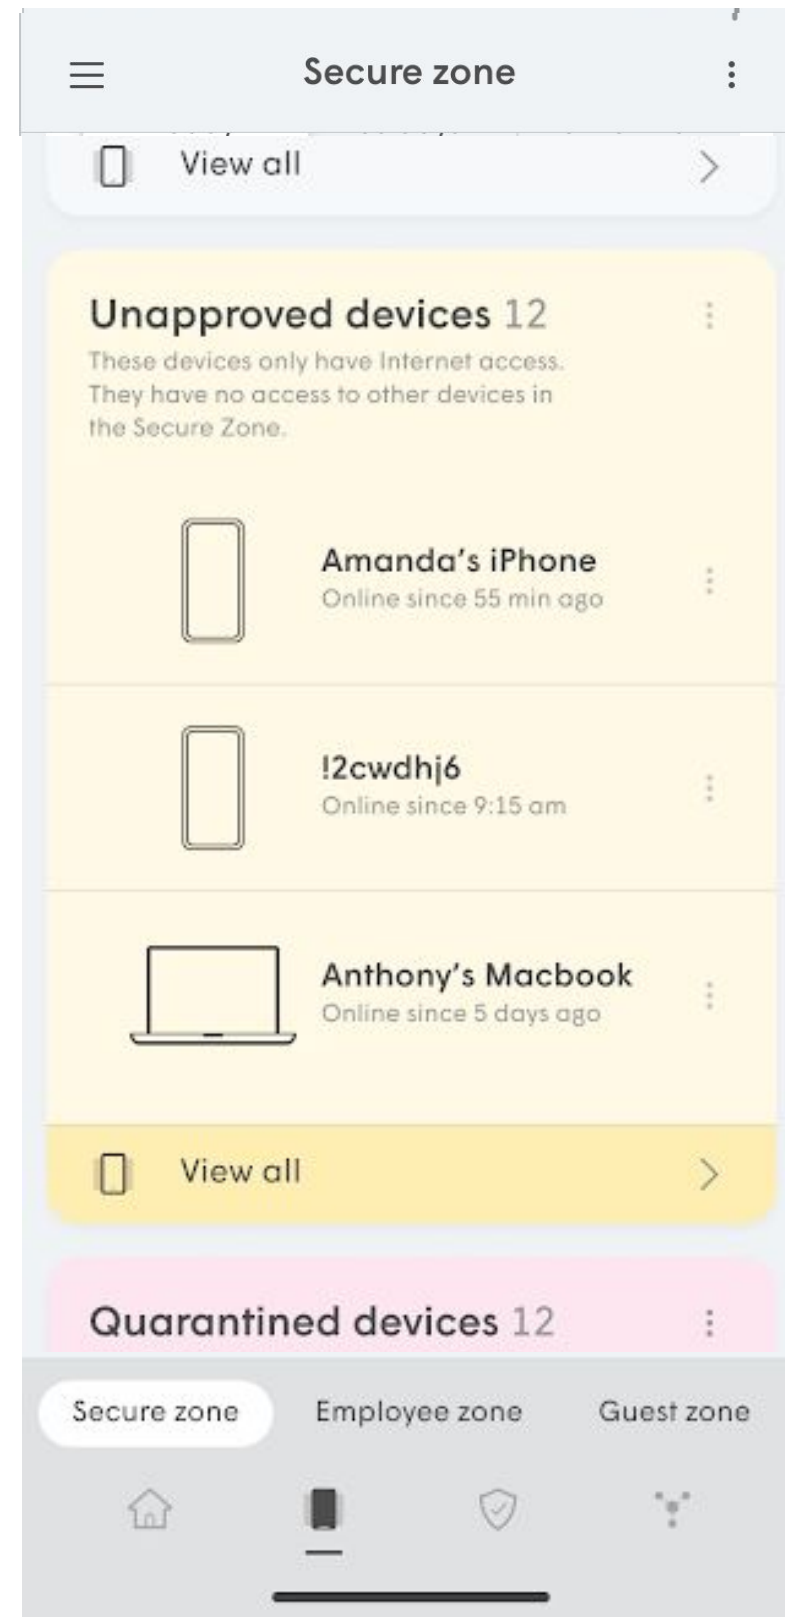 Secure zone
View all
Unapproved devices 12
These devices only have Internet access.
They have no access to other devices in
the Secure Zone.
Amanda's iPhone
Online since 55 min ago
!2cwdhj6
Online since 9:15 am
Anthony's Macbook
Online since 5 days ago
View all
Quarantined devices 12
Secure zone Employee zone Guest zone